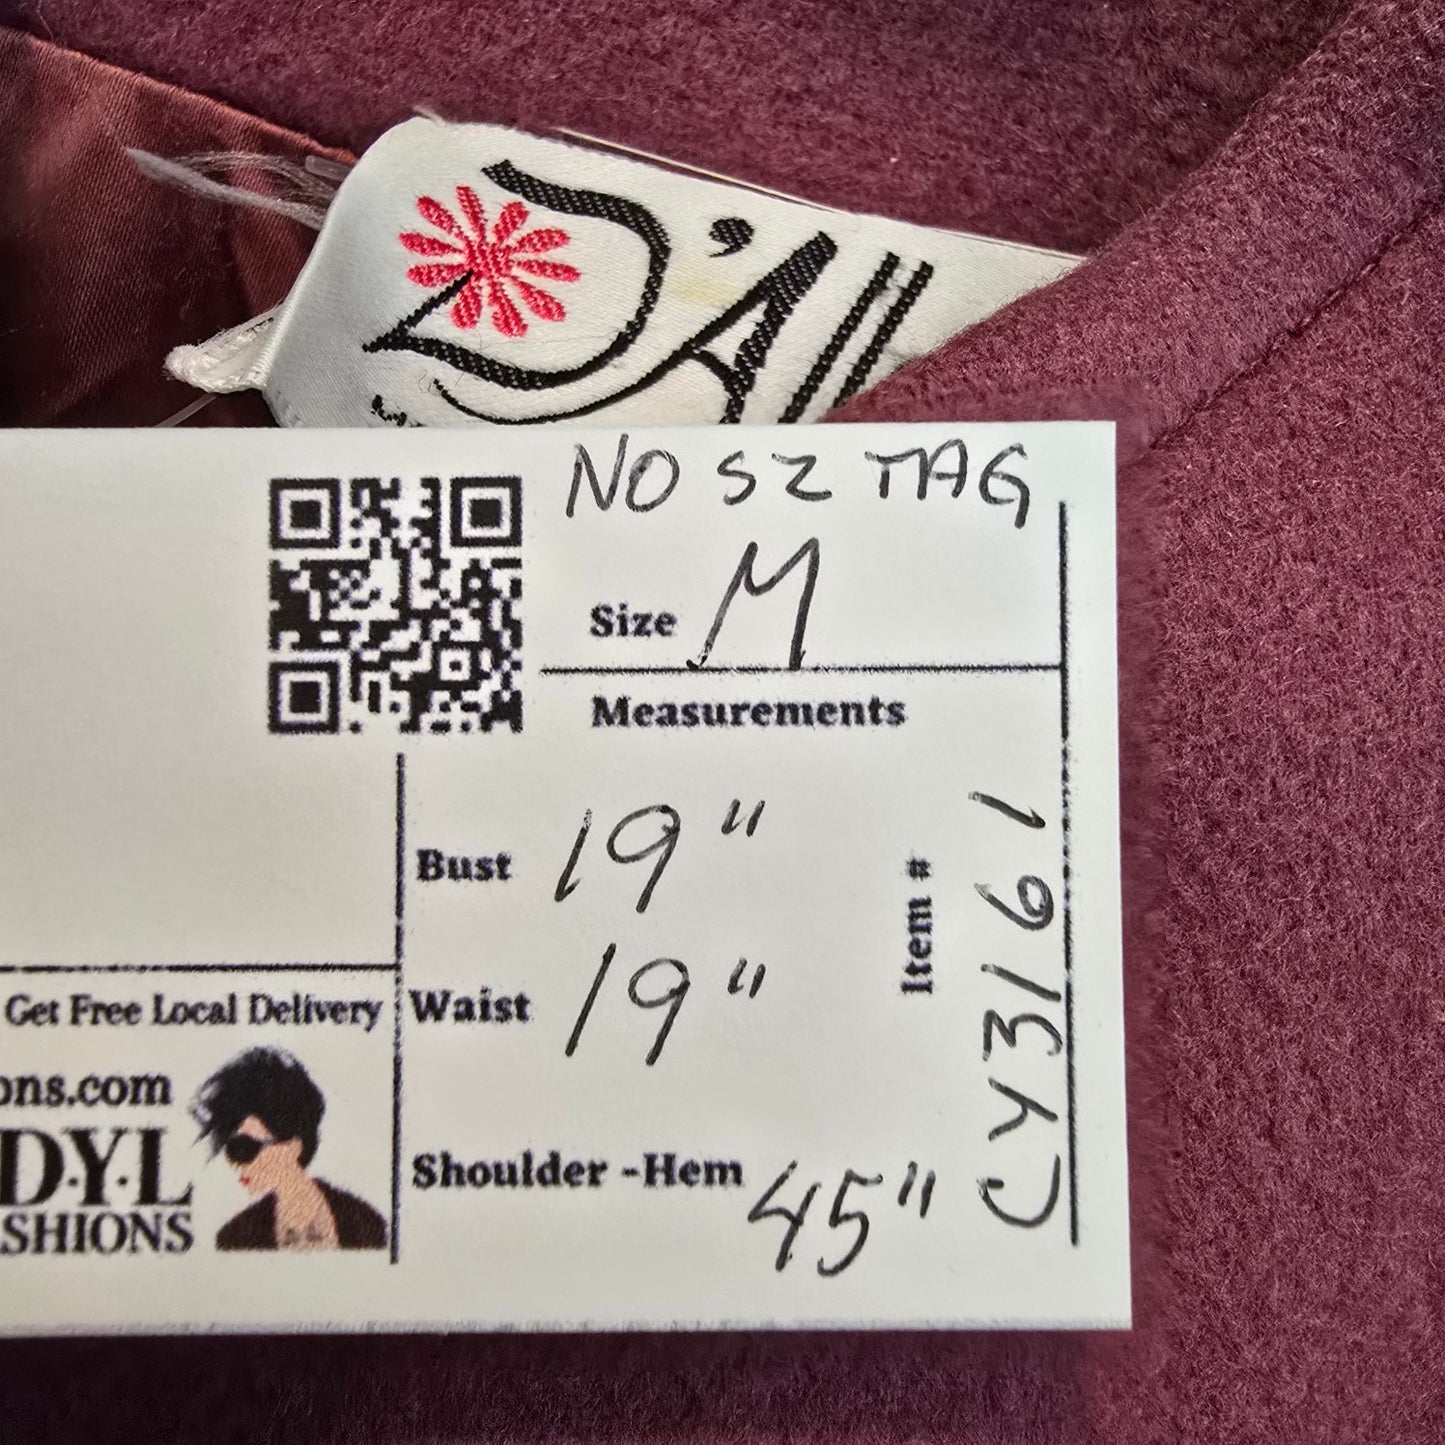 D'All
NO SZ TAG
Size M
Measurements
Bust 19"
Waist 19"
Shoulder -Hem 45"
Item # CY3161
Get Free Local Delivery
ons.com
D.Y.L
SHIONS